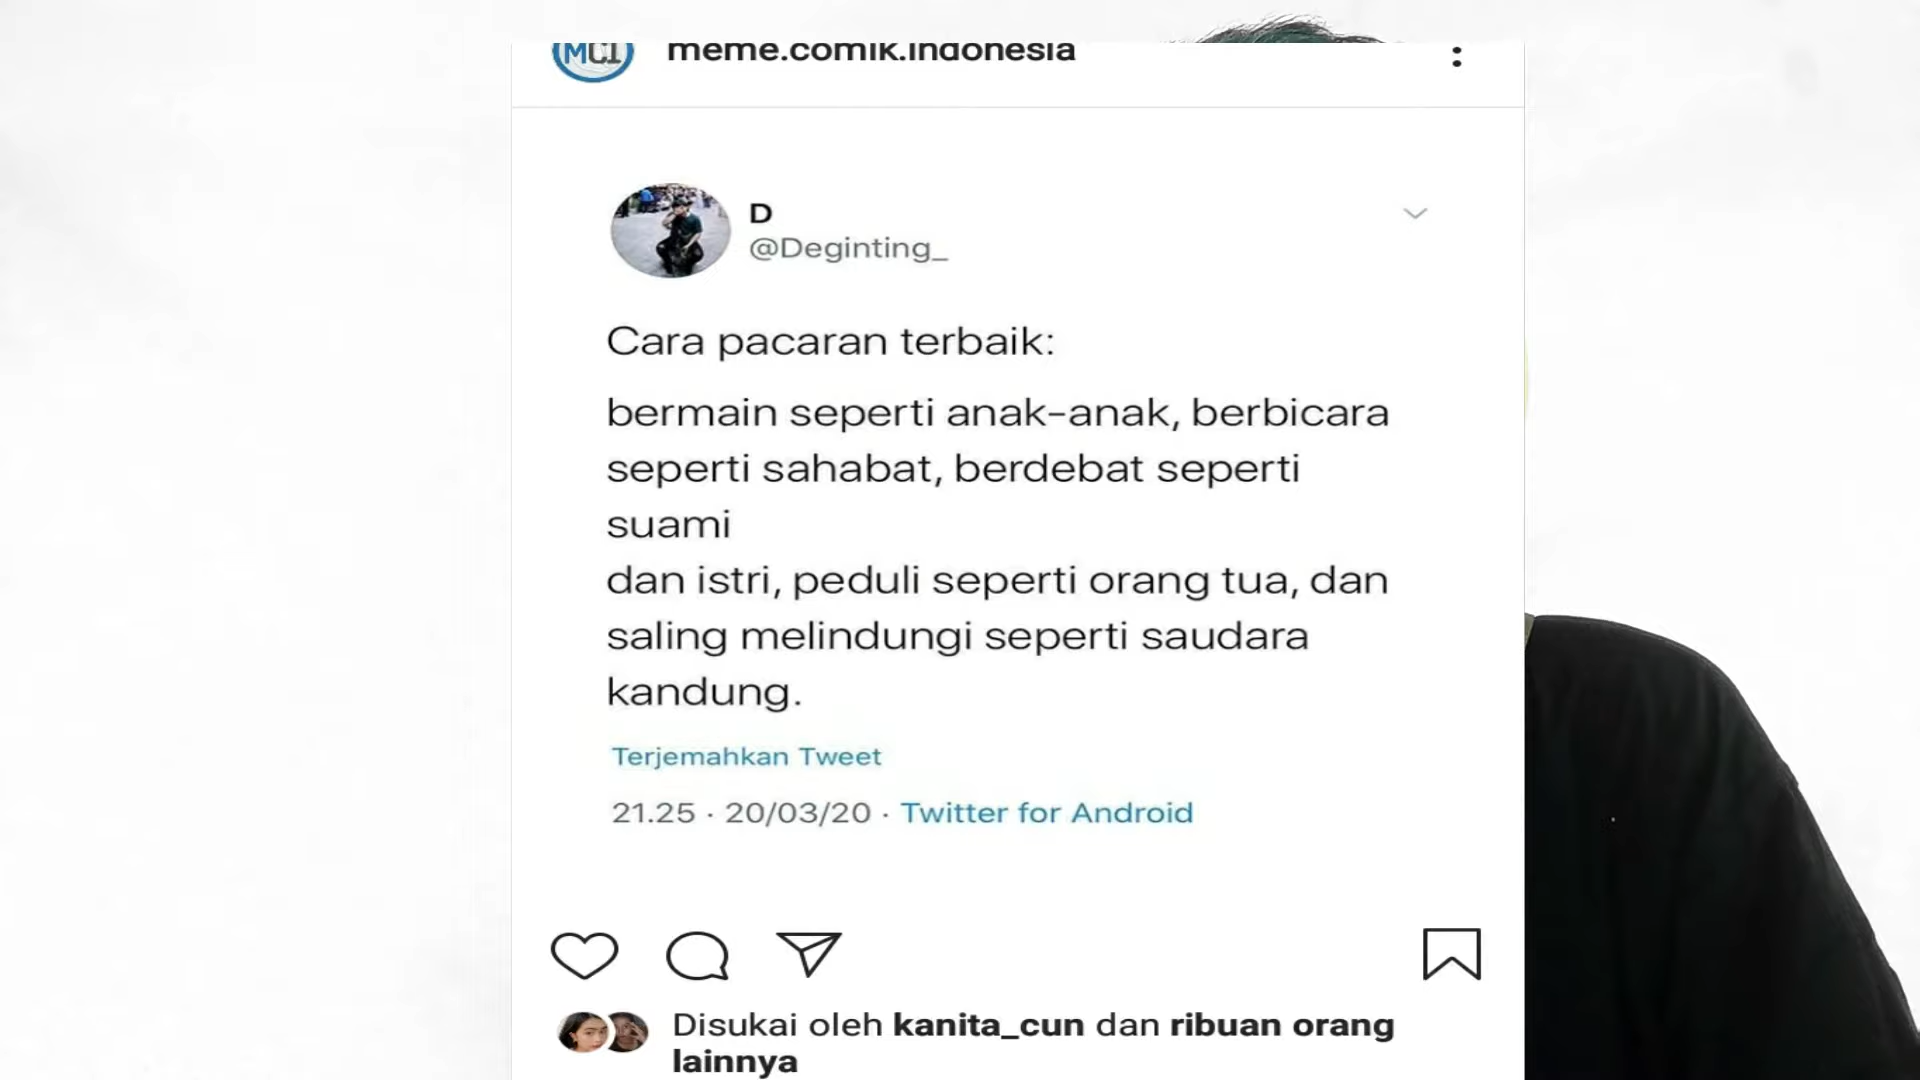 MCI
meme.comik.indonesia
D
@Deginting_
Cara pacaran terbaik:
bermain seperti anak-anak, berbicara
seperti sahabat, berdebat seperti
suami
dan istri, peduli seperti orang tua, dan
saling melindungi seperti saudara
kandung.
Terjemahkan Tweet
21.25 · 20/03/20 · Twitter for Android
Disukai oleh kanita_cun dan ribuan orang
lainnya